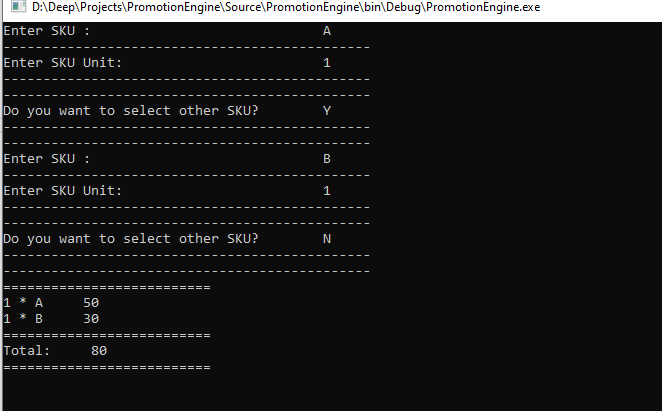 D:\Deep\Projects\PromotionEngine\Source\PromotionEngine\bin\Debug\PromotionEngine.exe
Enter SKU :                             A
----------------------------------------------
Enter SKU Unit:                         1
----------------------------------------------
----------------------------------------------
Do you want to select other SKU?        Y
----------------------------------------------
----------------------------------------------
Enter SKU :                             B
----------------------------------------------
Enter SKU Unit:                         1
----------------------------------------------
----------------------------------------------
Do you want to select other SKU?        N
----------------------------------------------
----------------------------------------------
==========================
1 * A     50
1 * B     30
==========================
Total:     80
==========================